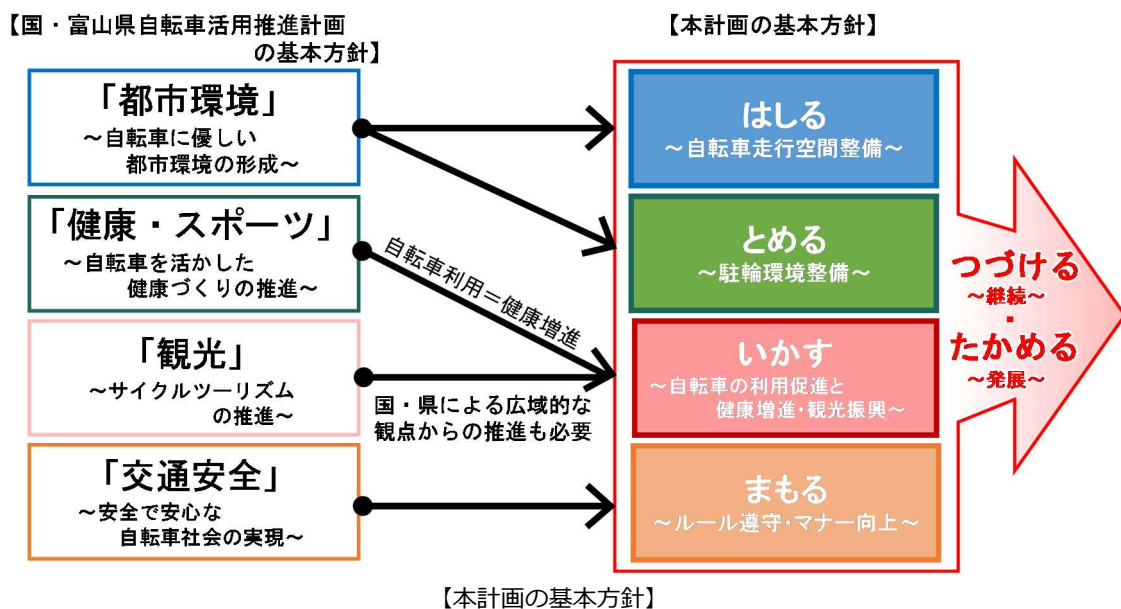 【国・富山県自転車活用推進計画
の基本方針】
「都市環境」
～自転車に優しい
都市環境の形成～
「健康・スポーツ」
～自転車を活かした
健康づくりの推進～
「観光」
～サイクルツーリズム
の推進～
「交通安全」
～安全で安心な
自転車社会の実現～
自転車利用＝健康増進
国・県による広域的な
観点からの推進も必要
【本計画の基本方針】
はしる
～自転車走行空間整備～
とめる
～駐輪環境整備～
いかす
～自転車の利用促進と
健康増進・観光振興～
まもる
～ルール遵守・マナー向上～
つづける
～継続～
・
たかめる
～発展～
【本計画の基本方針】